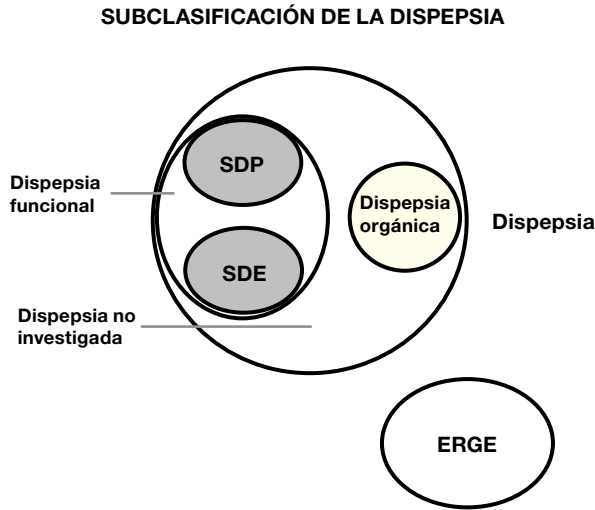 SUBCLASIFICACIÓN DE LA DISPEPSIA
SDP
Dispepsia
funcional
Dispepsia
orgánica
Dispepsia
SDE
Dispepsia no
investigada
ERGE